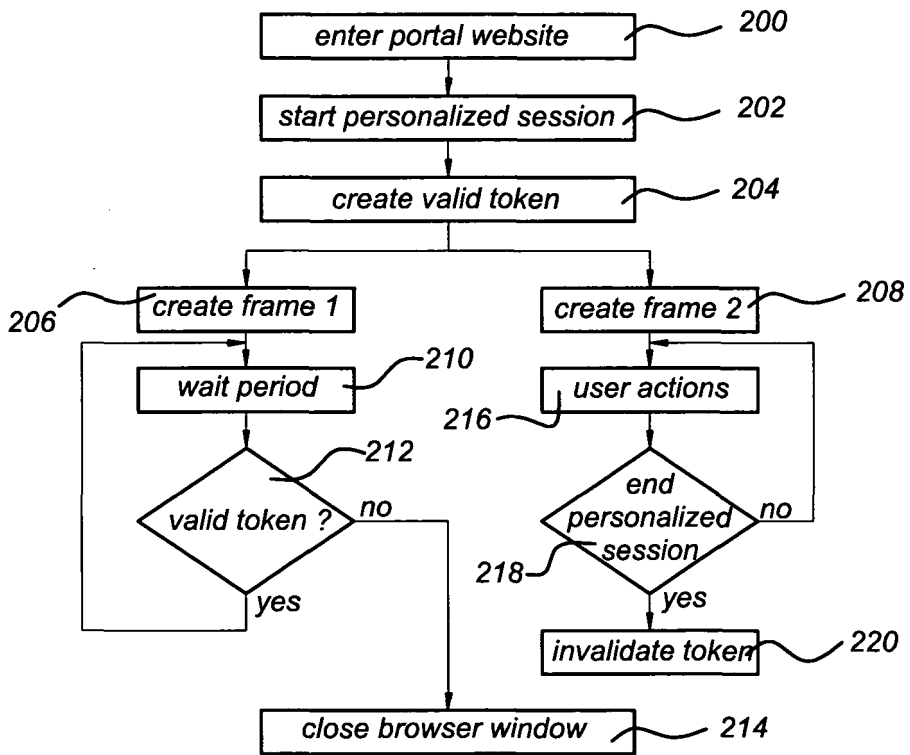 enter portal website 200
start personalized session 202
create valid token 204
206 create frame 1
create frame 2 208
wait period 210
216 user actions
212
valid token ? no
yes
end
personalized
session
218
no
yes
invalidate token 220
close browser window 214